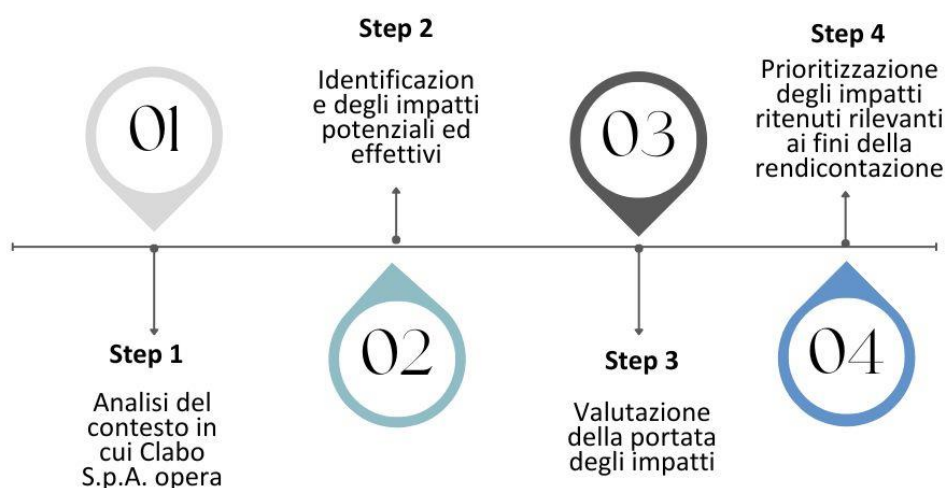 01
Step 1
Analisi del
contesto in
cui Clabo
S.p.A. opera
Step 2
Identificazion
e degli impatti
potenziali ed
effettivi
02
03
Step 3
Valutazione
della portata
degli impatti
Step 4
Prioritizzazione
degli impatti
ritenuti rilevanti
ai fini della
rendicontazione
04